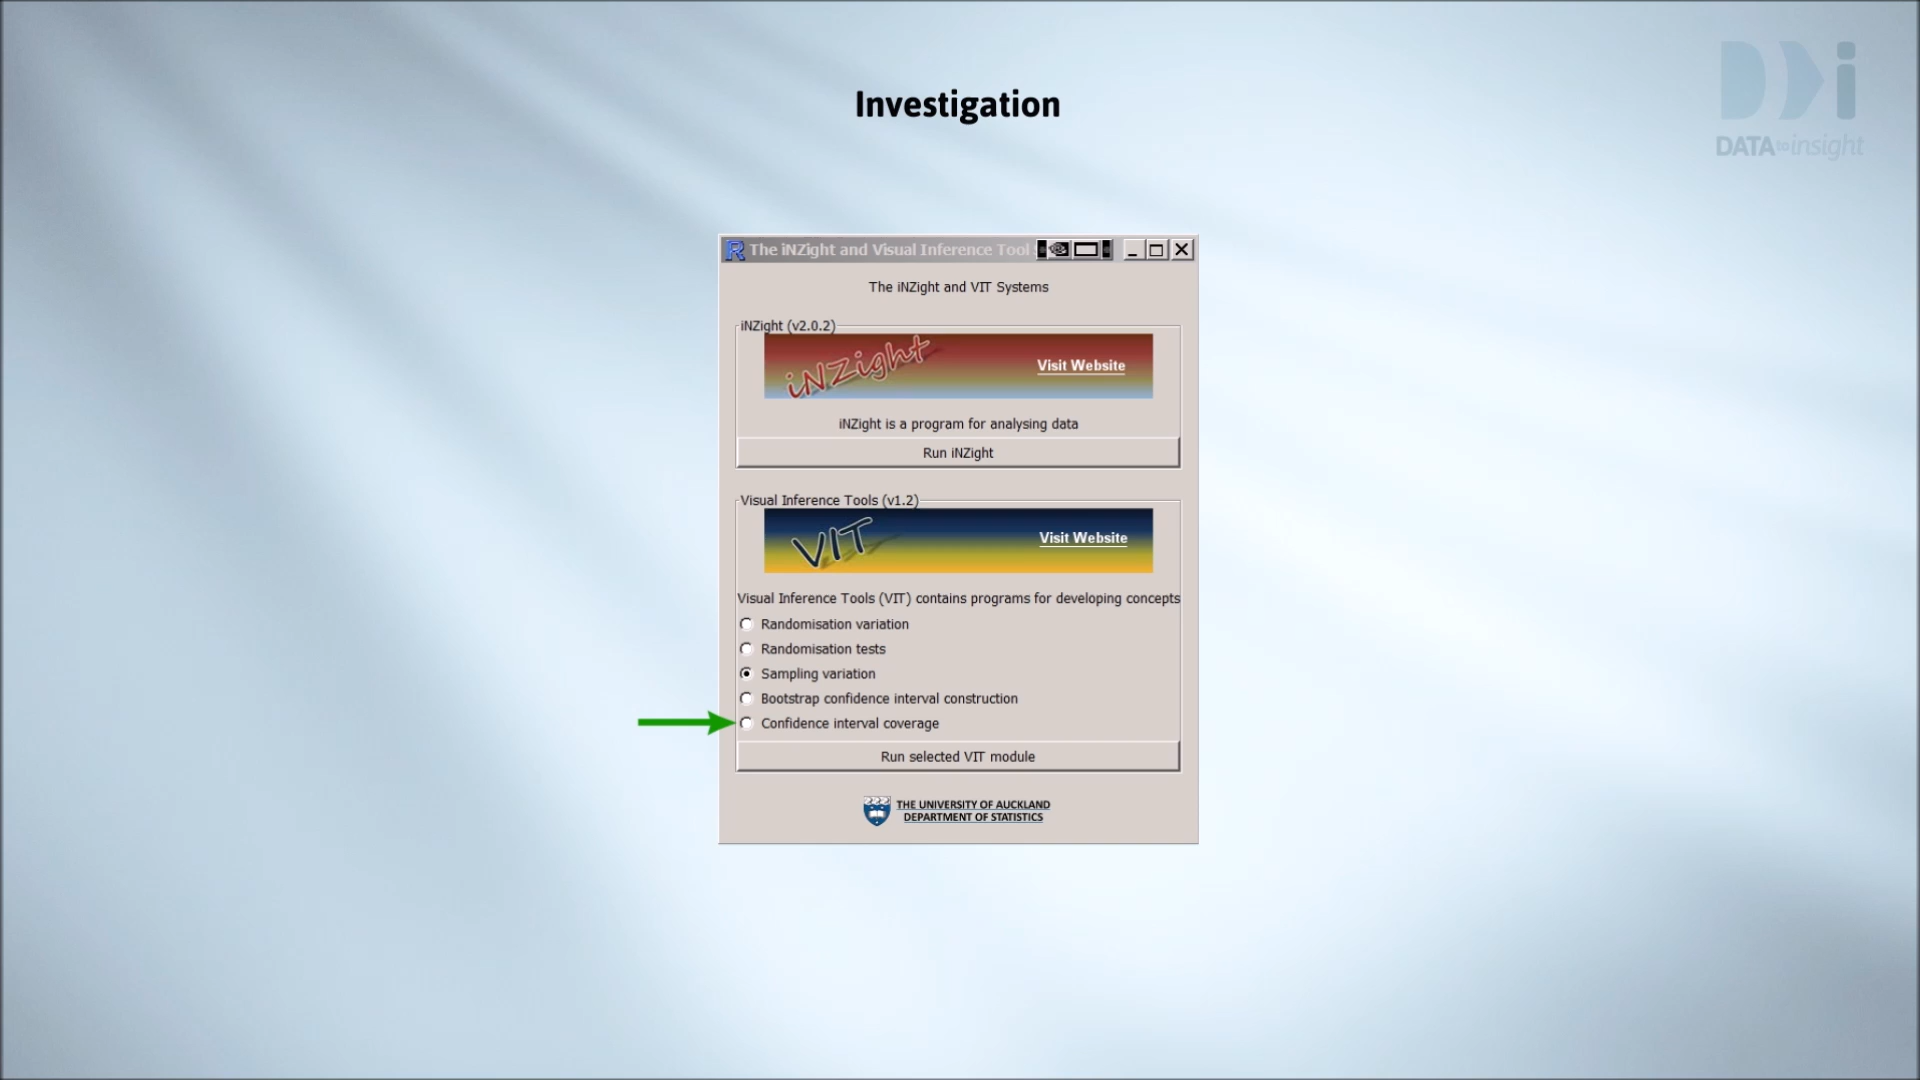 Investigation
DATA to insight
The iNZight and Visual Inference Tool
The iNZight and VIT Systems
iNZight (v2.0.2)
iNZight
Visit Website
iNZight is a program for analysing data
Run iNZight
Visual Inference Tools (v1.2)
VIT
Visit Website
Visual Inference Tools (VIT) contains programs for developing concepts
Randomisation variation
Randomisation tests
Sampling variation
Bootstrap confidence interval construction
Confidence interval coverage
Run selected VIT module
THE UNIVERSITY OF AUCKLAND
DEPARTMENT OF STATISTICS